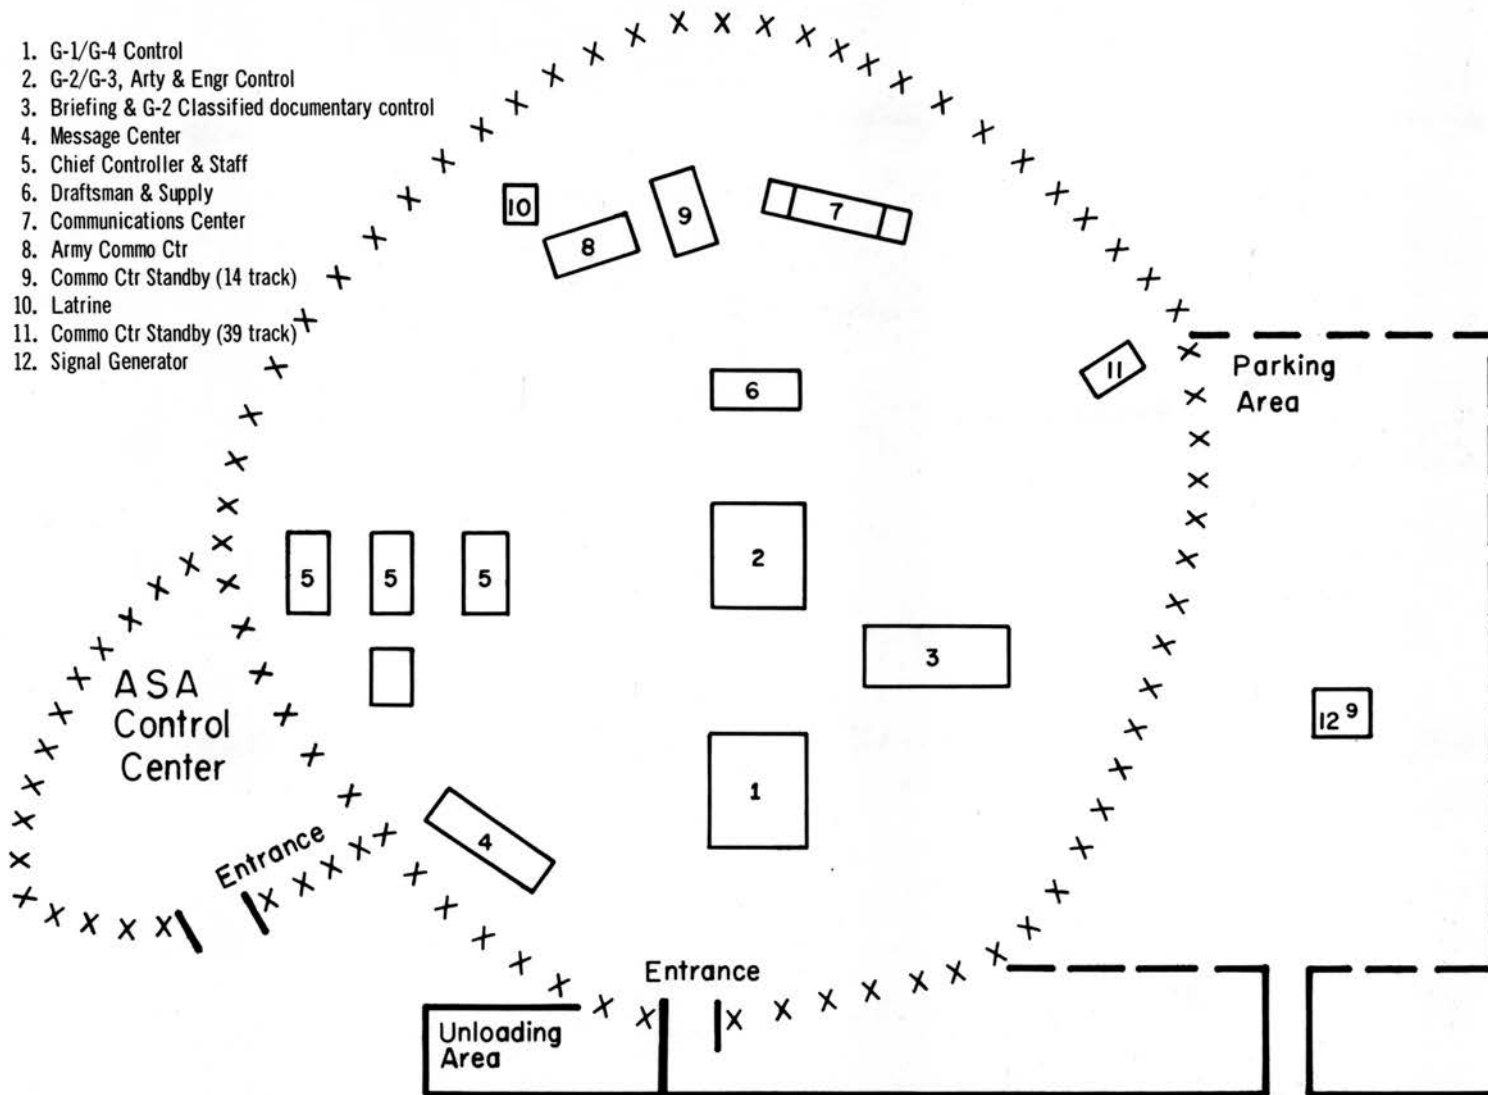 1. G-1/G-4 Control
2. G-2/G-3, Arty & Engr Control
3. Briefing & G-2 Classified documentary control
4. Message Center
5. Chief Controller & Staff
6. Draftsman & Supply
7. Communications Center
8. Army Commo Ctr
9. Commo Ctr Standby (14 track)
10. Latrine
11. Commo Ctr Standby (39 track)
12. Signal Generator
10
8
9
7
11
6
Parking
Area
5
5
5
2
3
ASA
Control
Center
12 9
1
4
Entrance
Entrance
Unloading
Area